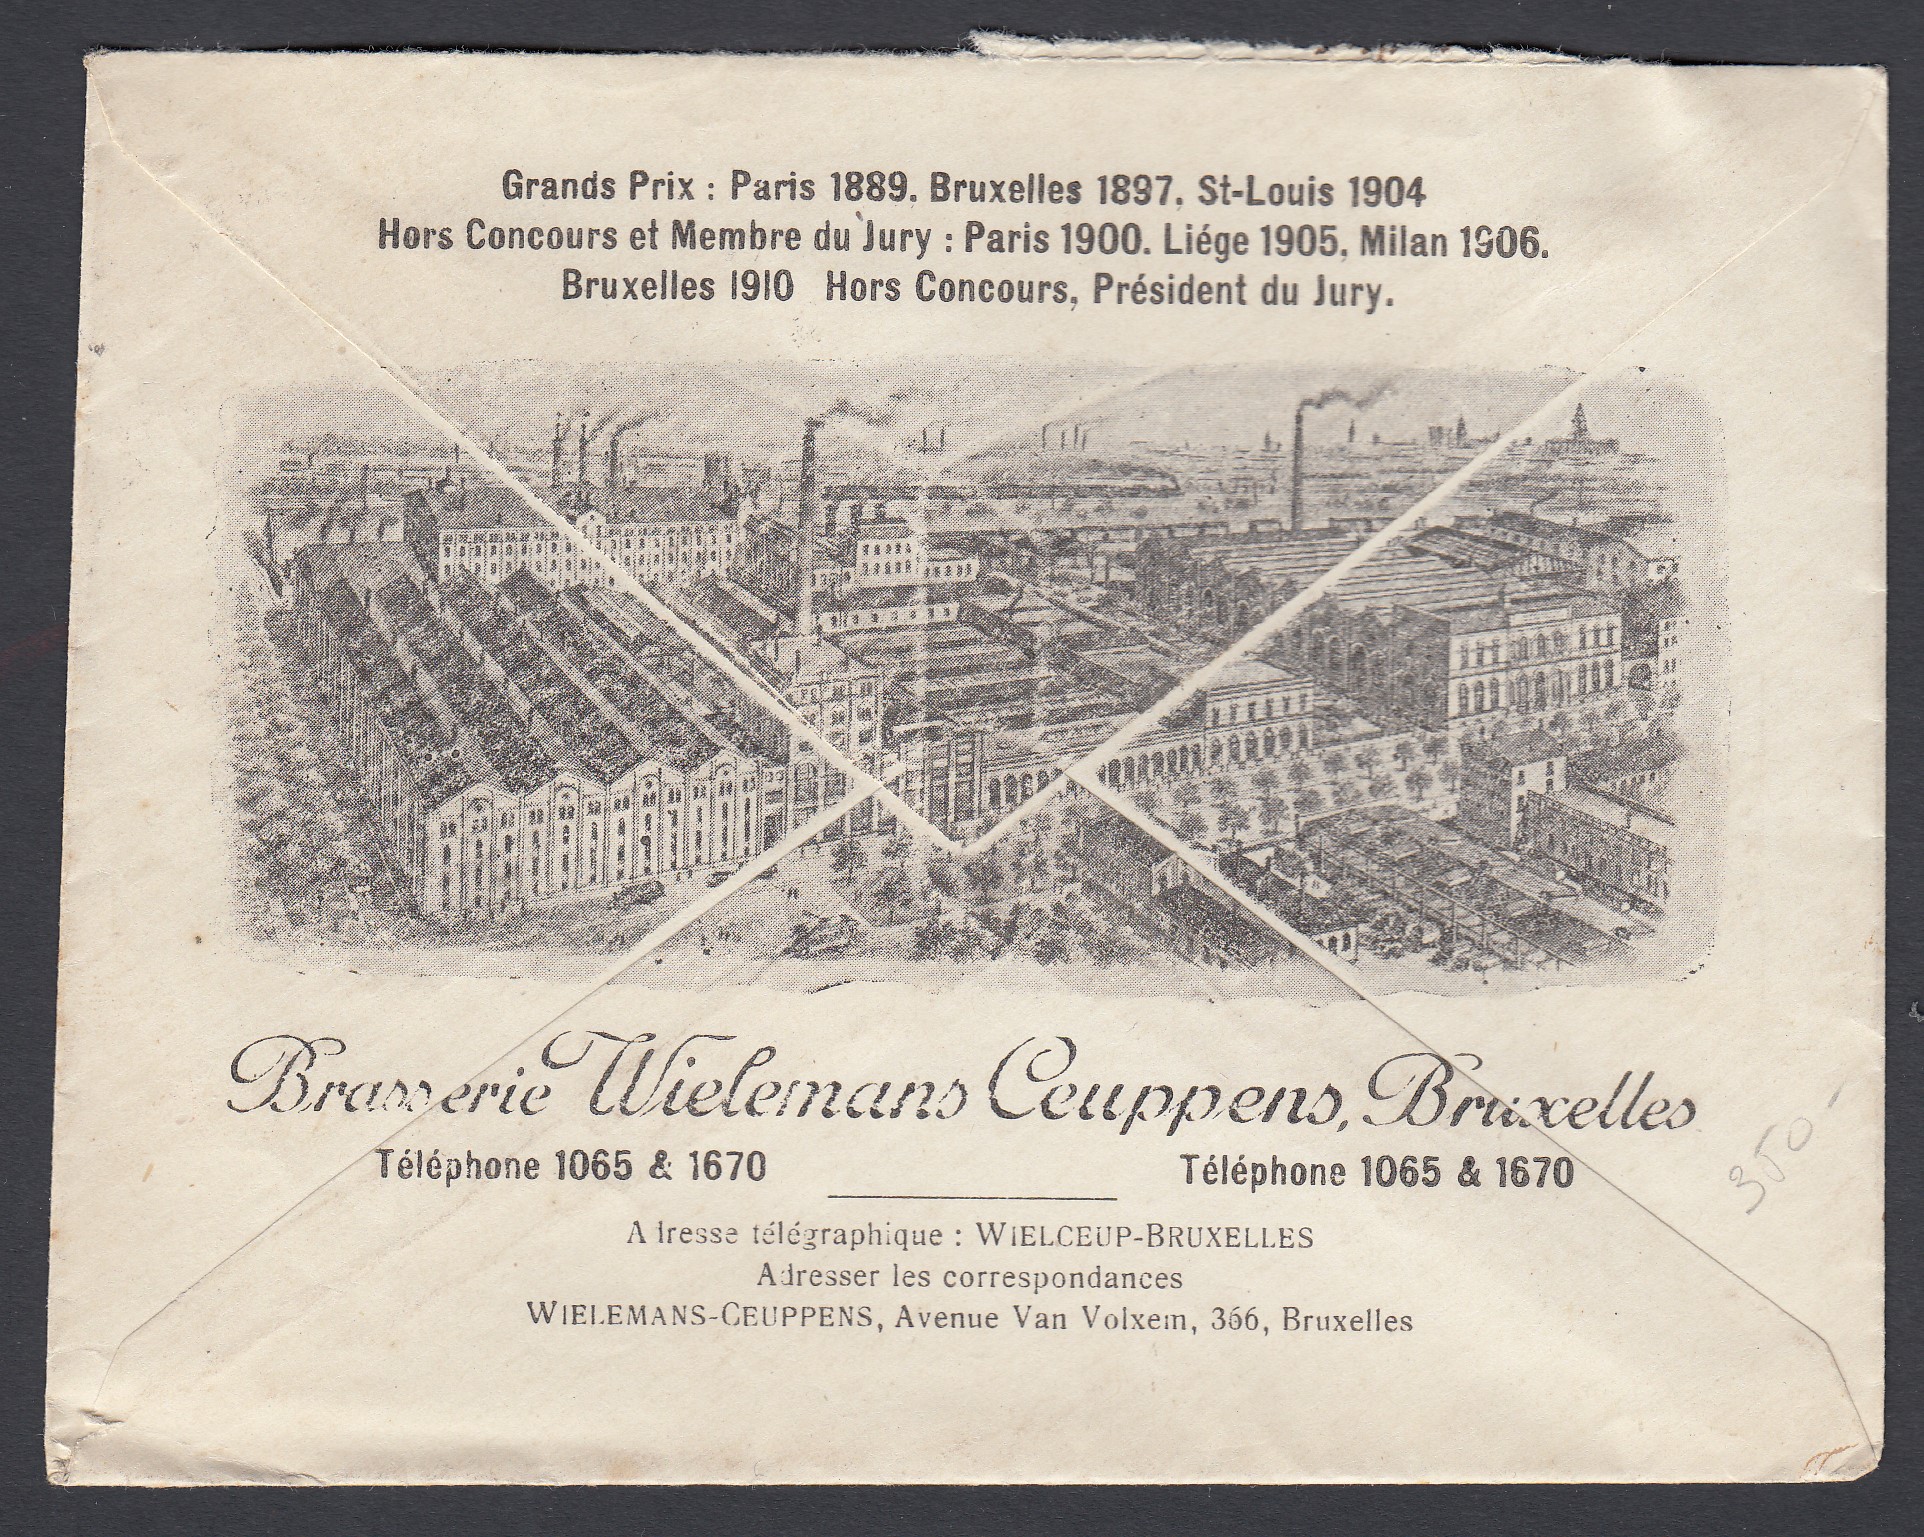 Grands Prix : Paris 1889. Bruxelles 1897. St-Louis 1904
Hors Concours et Membre du Jury : Paris 1900. Liége 1905, Milan 1906.
Bruxelles 1910 Hors Concours, Président du Jury.
Brasserie Wielemans Ceuppens, Bruxelles
Téléphone 1065 & 1670 Téléphone 1065 & 1670
Adresse télégraphique : WIELCEUP-BRUXELLES
Adresser les correspondances
WIELEMANS-CEUPPENS, Avenue Van Volxem, 366, Bruxelles
350